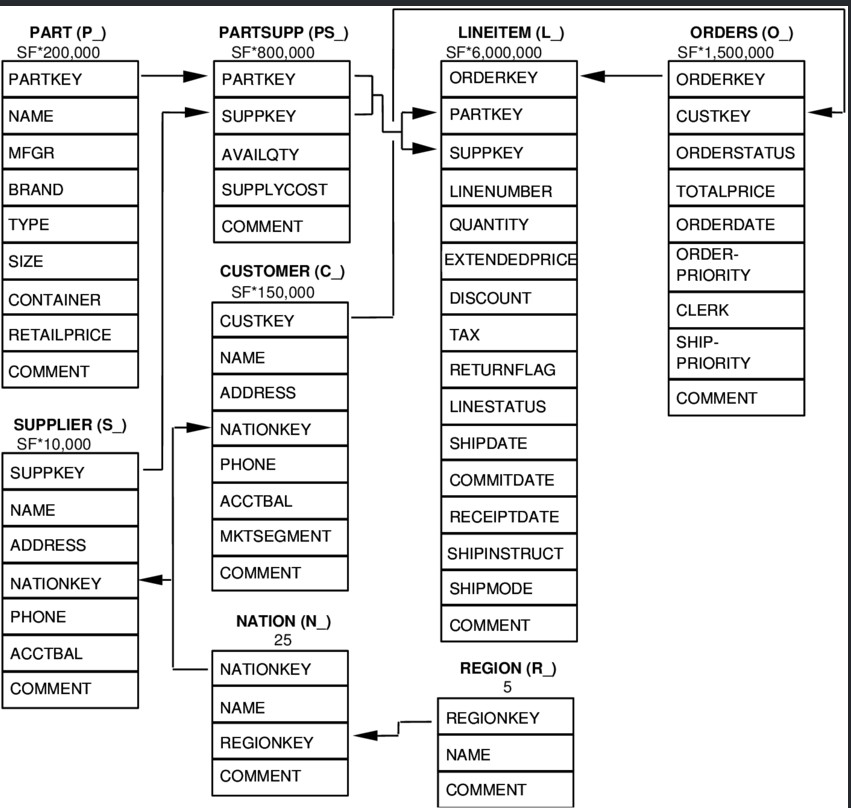 PART (P_)
SF*200,000
PARTKEY
NAME
MFGR
BRAND
TYPE
SIZE
CONTAINER
RETAILPRICE
COMMENT
SUPPLIER (S_)
SF*10,000
SUPPKEY
NAME
ADDRESS
NATIONKEY
PHONE
ACCTBAL
COMMENT
PARTSUPP (PS_)
SF*800,000
PARTKEY
SUPPKEY
AVAILQTY
SUPPLYCOST
COMMENT
CUSTOMER (C_)
SF*150,000
CUSTKEY
NAME
ADDRESS
NATIONKEY
PHONE
ACCTBAL
MKTSEGMENT
COMMENT
NATION (N_)
25
NATIONKEY
NAME
REGIONKEY
COMMENT
LINEITEM (L_)
SF*6,000,000
ORDERKEY
PARTKEY
SUPPKEY
LINENUMBER
QUANTITY
EXTENDEDPRICE
DISCOUNT
TAX
RETURNFLAG
LINESTATUS
SHIPDATE
COMMITDATE
RECEIPTDATE
SHIPINSTRUCT
SHIPMODE
COMMENT
REGION (R_)
5
REGIONKEY
NAME
COMMENT
ORDERS (O_)
SF*1,500,000
ORDERKEY
CUSTKEY
ORDERSTATUS
TOTALPRICE
ORDERDATE
ORDER-
PRIORITY
CLERK
SHIP-
PRIORITY
COMMENT